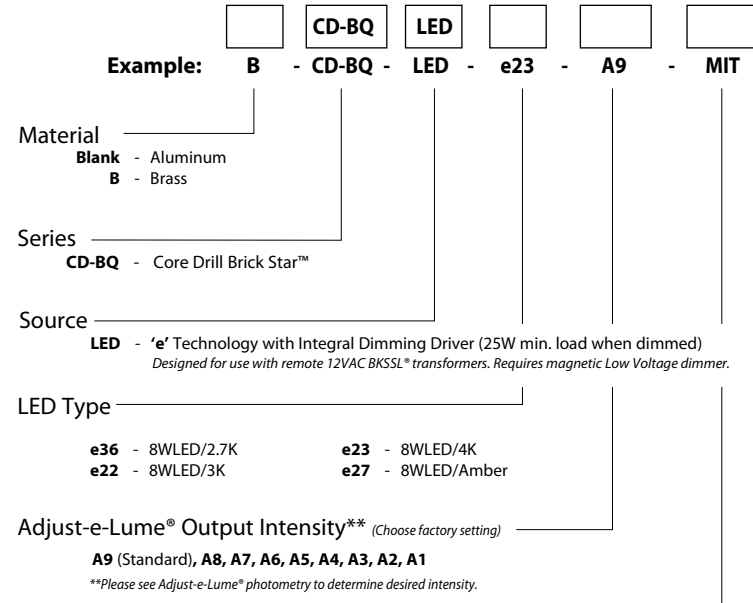 CD-BQ LED
Example: B - CD-BQ - LED - e23 - A9 - MIT
Material
Blank - Aluminum
B - Brass
Series
CD-BQ - Core Drill Brick Star™
Source
LED - ‘e’ Technology with Integral Dimming Driver (25W min. load when dimmed)
Designed for use with remote 12VAC BKSSL® transformers. Requires magnetic Low Voltage dimmer.
LED Type
e36 - 8WLED/2.7K e23 - 8WLED/4K
e22 - 8WLED/3K e27 - 8WLED/Amber
Adjust-e-Lume® Output Intensity** (Choose factory setting)
A9 (Standard), A8, A7, A6, A5, A4, A3, A2, A1
**Please see Adjust-e-Lume® photometry to determine desired intensity.